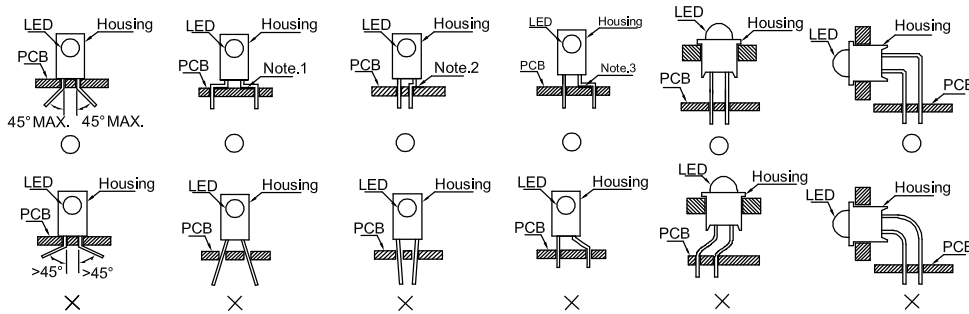 LED Housing
PCB
45° MAX. 45° MAX.
LED Housing
PCB Note.1
LED Housing
PCB Note.2
LED Housing
PCB Note.3
LED Housing
PCB
LED Housing
PCB
LED Housing
PCB
>45° >45°
LED Housing
PCB
LED Housing
PCB
LED Housing
PCB
LED Housing
PCB
LED Housing
PCB